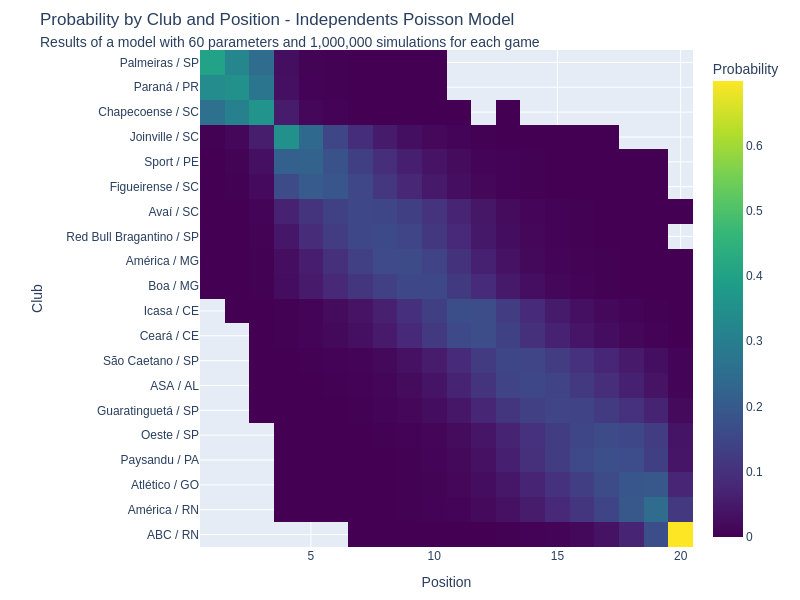 Probability by Club and Position - Independents Poisson Model
Results of a model with 60 parameters and 1,000,000 simulations for each game
Probability
Palmeiras / SP
Paraná / PR
Chapecoense / SC
Joinville / SC
Sport / PE
Figueirense / SC
Avaí / SC
Red Bull Bragantino / SP
América / MG
Boa / MG
Icasa / CE
Ceará / CE
São Caetano / SP
ASA / AL
Guaratinguetá / SP
Oeste / SP
Paysandu / PA
Atlético / GO
América / RN
ABC / RN
Club
5
10
15
20
Position
0.6
0.5
0.4
0.3
0.2
0.1
0